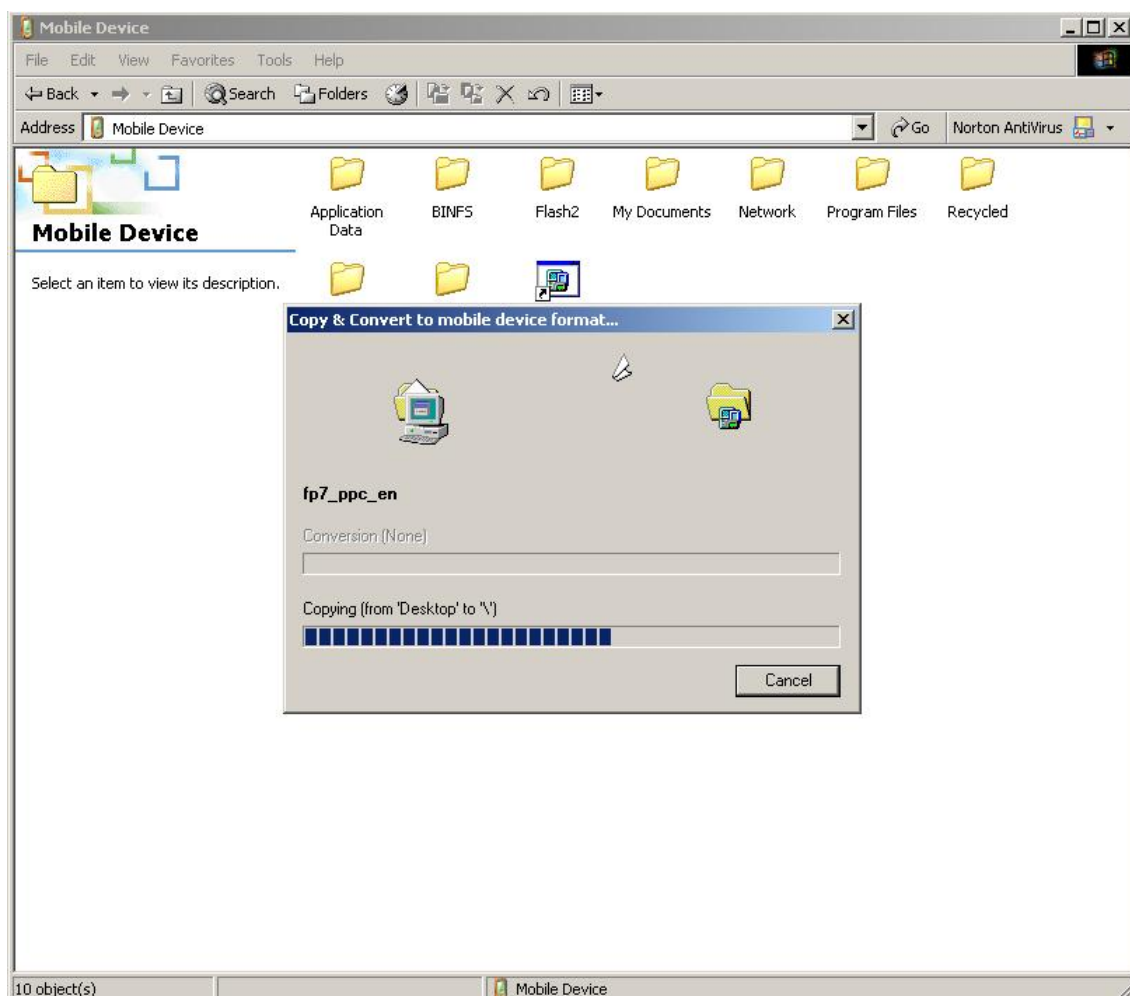 Mobile Device
File Edit View Favorites Tools Help
Back Search Folders
Address Mobile Device Go Norton AntiVirus
Application Data BINFS Flash2 My Documents Network Program Files Recycled
Mobile Device
Select an item to view its description.
Copy & Convert to mobile device format...
fp7_ppc_en
Conversion (None)
Copying (from 'Desktop' to '\')
Cancel
10 object(s) Mobile Device